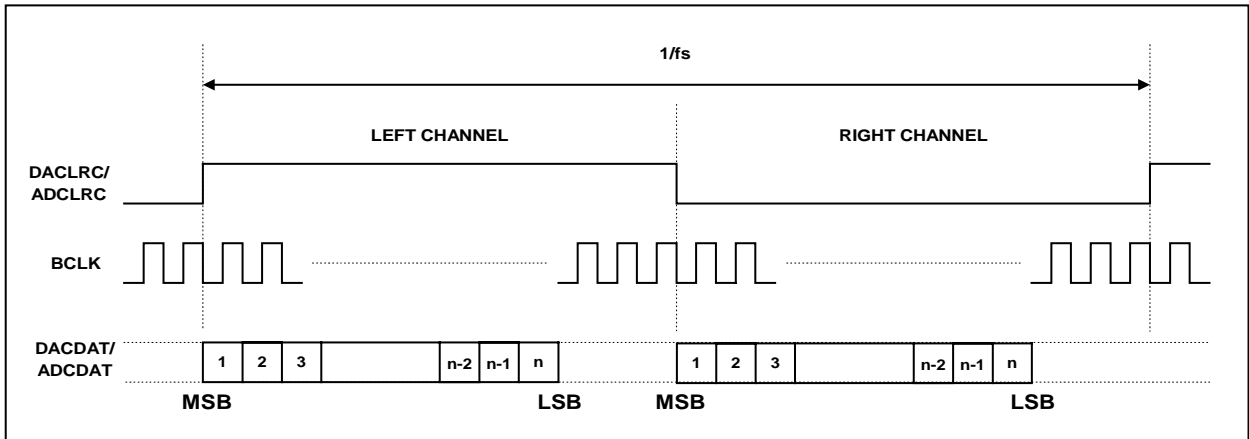 1/fs
LEFT CHANNEL
RIGHT CHANNEL
DACLRC/
ADCLRC
BCLK
DACDAT/
ADCDAT
1 2 3 n-2 n-1 n 1 2 3 n-2 n-1 n
MSB LSB MSB LSB